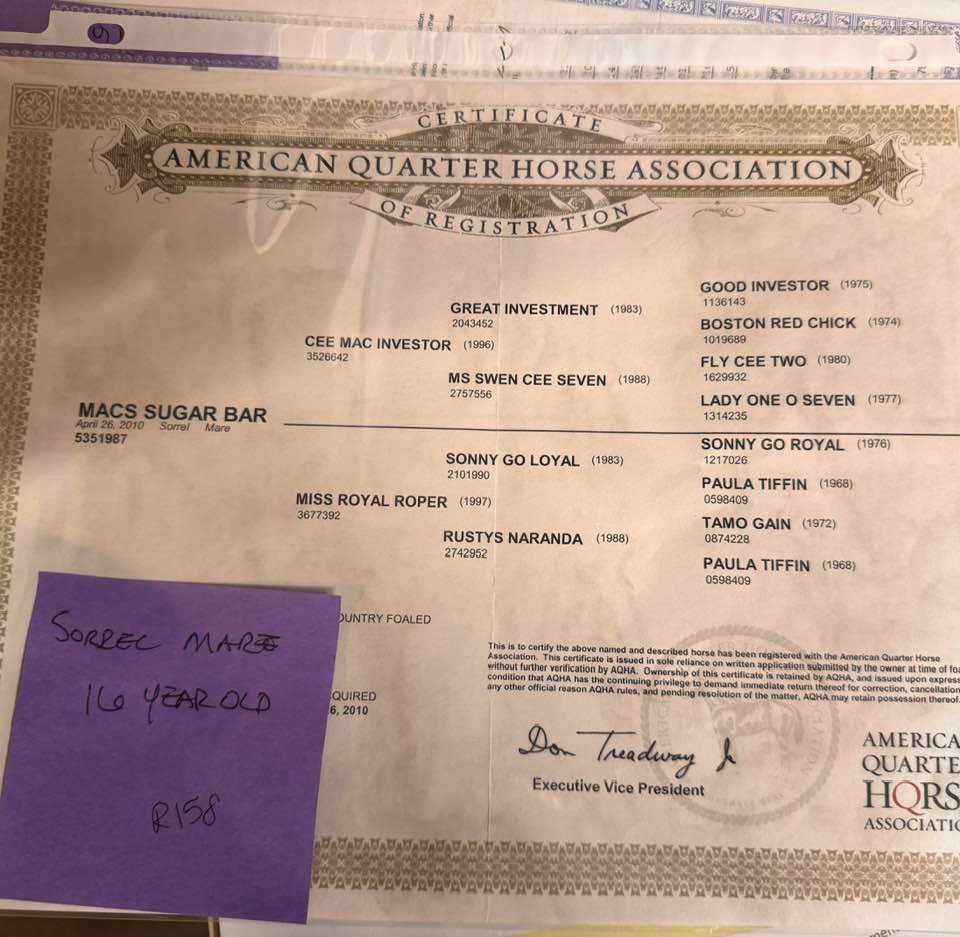 CERTIFICATE
AMERICAN QUARTER HORSE ASSOCIATION
OF REGISTRATION
GOOD INVESTOR (1975)
1136143
GREAT INVESTMENT (1983)
2043452
BOSTON RED CHICK (1974)
1019689
CEE MAC INVESTOR (1996)
3526642
FLY CEE TWO (1980)
1629932
MS SWEN CEE SEVEN (1988)
2757556
LADY ONE O SEVEN (1977)
1314235
MACS SUGAR BAR
April 26, 2010 Sorrel Mare
5351987
SONNY GO ROYAL (1976)
1217026
SONNY GO LOYAL (1983)
2101990
PAULA TIFFIN (1968)
0598409
MISS ROYAL ROPER (1997)
3677392
TAMO GAIN (1972)
0874228
RUSTYS NARANDA (1988)
2742952
PAULA TIFFIN (1968)
0598409
OUNTRY FOALED
QUIRED
6, 2010
SORREL MARE
16 YEAR OLD
R158
This is to certify the above named and described horse has been registered with the American Quarter Horse
Association. This certificate is issued in sole reliance on written application submitted by the owner at time of foa
without further verification by AQHA. Ownership of this certificate is retained by AQHA, and issued upon express
condition that AQHA has the continuing privilege to demand immediate return thereof for correction, cancellation
any other official reason AQHA rules, and pending resolution of the matter, AQHA may retain possession thereof.
Don Treadway Jr
Executive Vice President
AMERICA
QUARTE
HORS
ASSOCIATIO